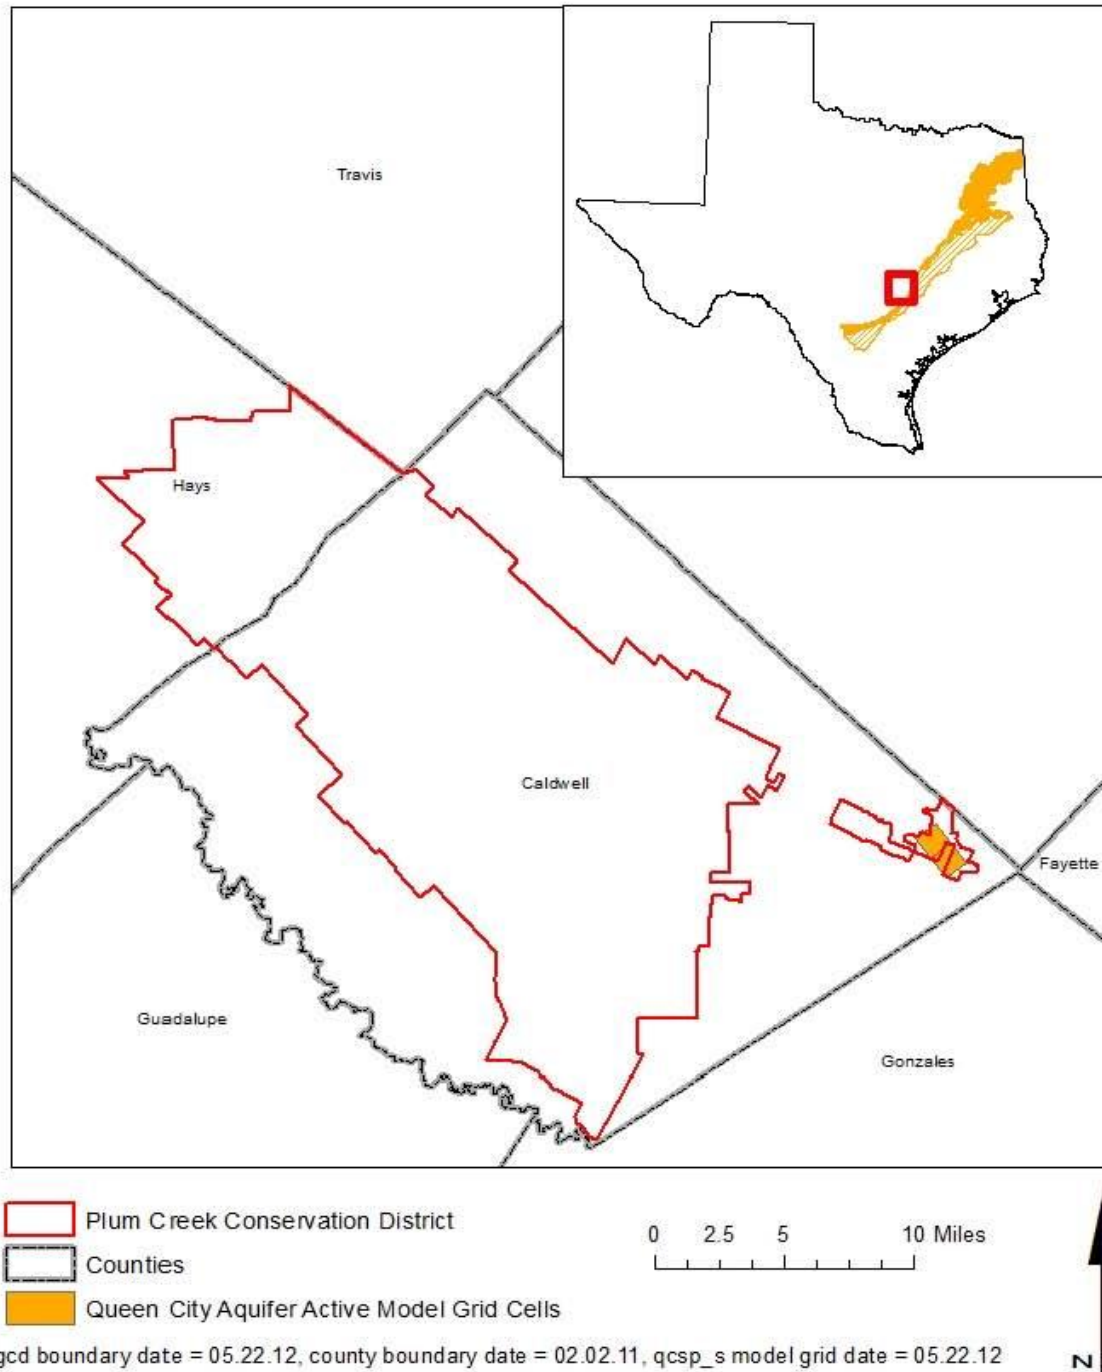 Travis
Hays
Caldwell
Fayette
Guadalupe
Gonzales
Plum Creek Conservation District
Counties
Queen City Aquifer Active Model Grid Cells
0 2.5 5 10 Miles
gcd boundary date = 05.22.12, county boundary date = 02.02.11, qcsp_s model grid date = 05.22.12
N